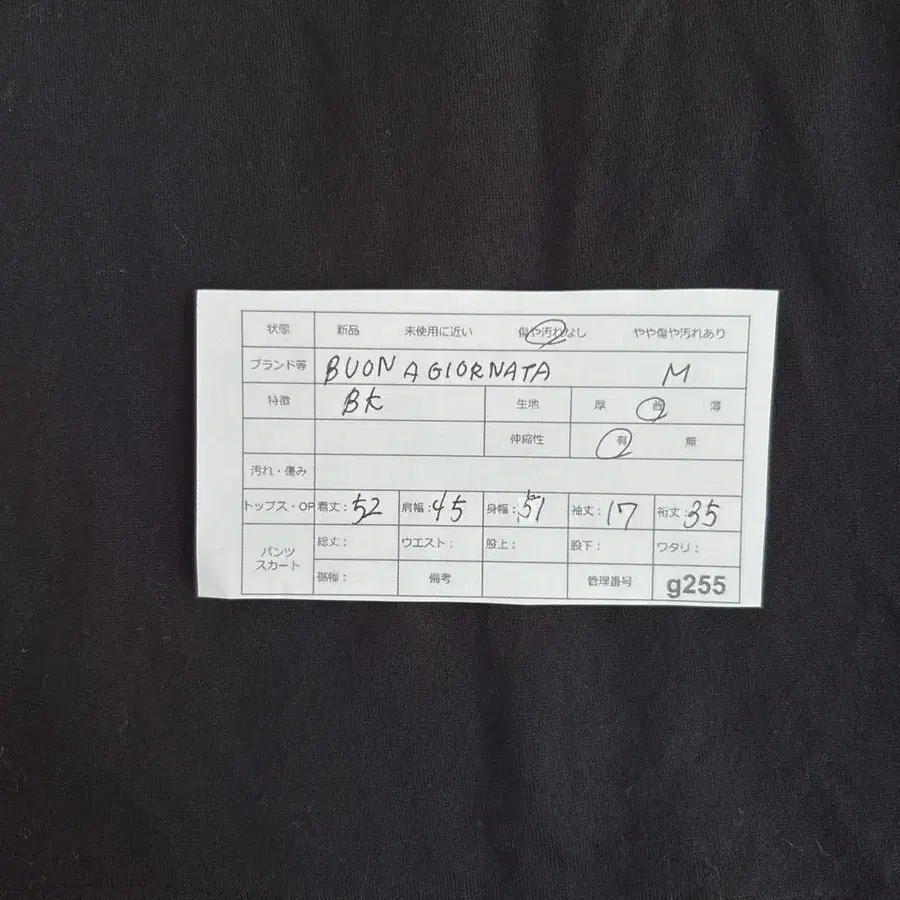 状態 新品 未使用に近い 傷や汚れなし やや傷や汚れあり
ブランド等 BUON A GIORNATA M
特徴 BK 生地 厚 普 薄
伸縮性 有 無
汚れ・傷み
トップス・OP 着丈：52 肩幅：45 身幅：51 袖丈：17 裄丈：35
パンツ スカート 総丈： ウエスト： 股上： 股下： ワタリ：
裾幅： 備考 管理番号 g255